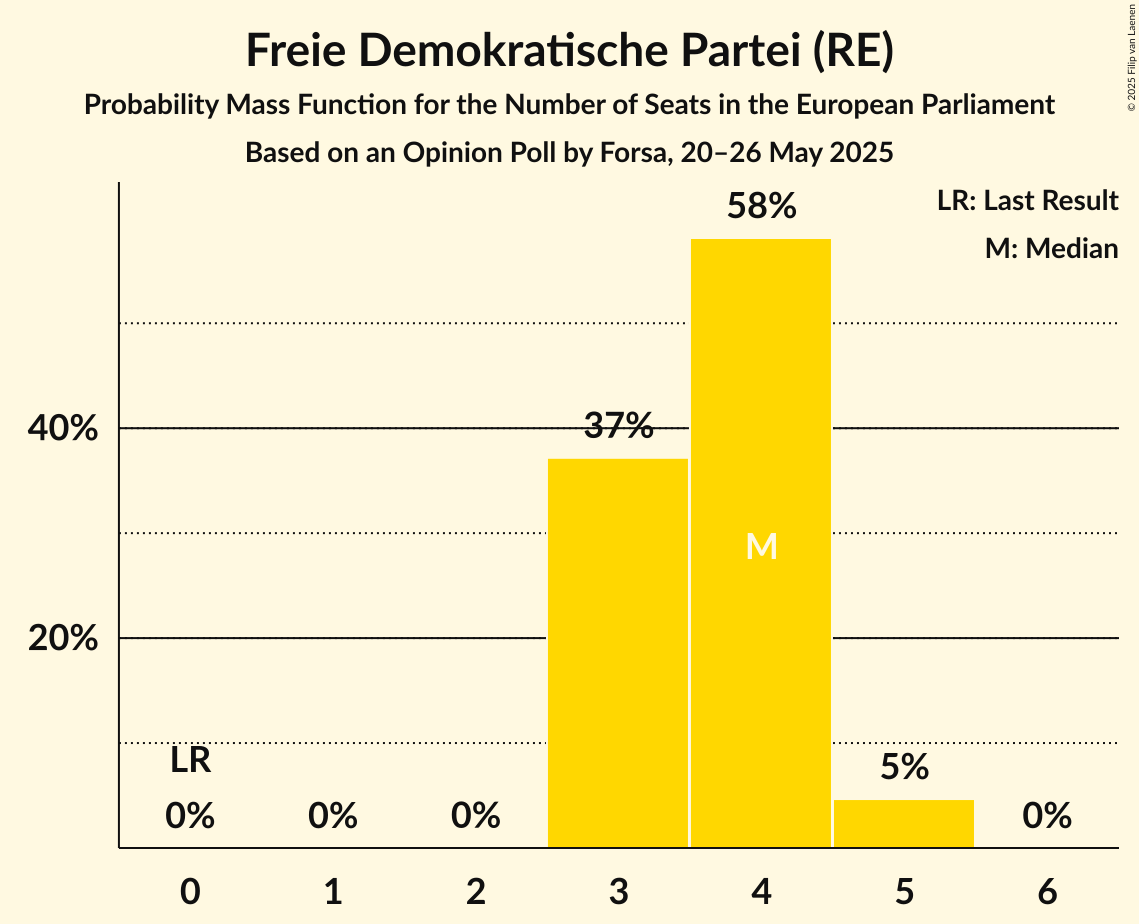 Freie Demokratische Partei (RE)
Probability Mass Function for the Number of Seats in the European Parliament
Based on an Opinion Poll by Forsa, 20–26 May 2025
© 2025 Filip van Laenen
LR: Last Result
M: Median
58%
40%
37%
M
20%
LR
5%
0%
0%
0%
0%
0 1 2 3 4 5 6